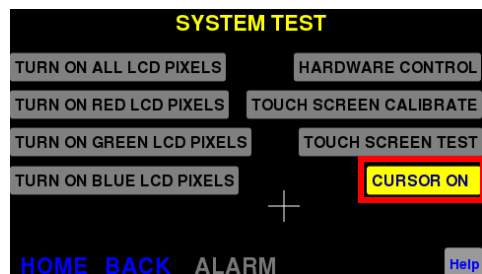 SYSTEM TEST
TURN ON ALL LCD PIXELS
HARDWARE CONTROL
TURN ON RED LCD PIXELS
TOUCH SCREEN CALIBRATE
TURN ON GREEN LCD PIXELS
TOUCH SCREEN TEST
TURN ON BLUE LCD PIXELS
CURSOR ON
HOME BACK ALARM
Help